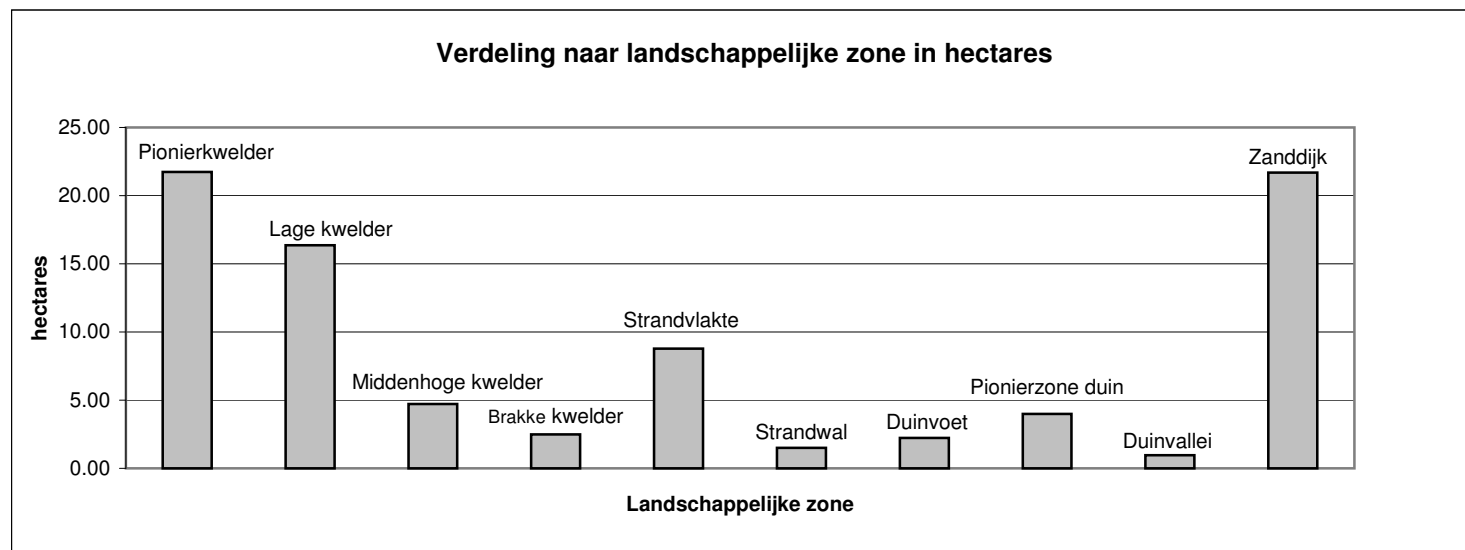 Verdeling naar landschappelijke zone in hectares
hectares
25.00
20.00
15.00
10.00
5.00
0.00
Pionierkwelder
Lage kwelder
Middenhoge kwelder
Brakke kwelder
Strandvlakte
Strandwal
Duinvoet
Pionierzone duin
Duinvallei
Zanddijk
Landschappelijke zone